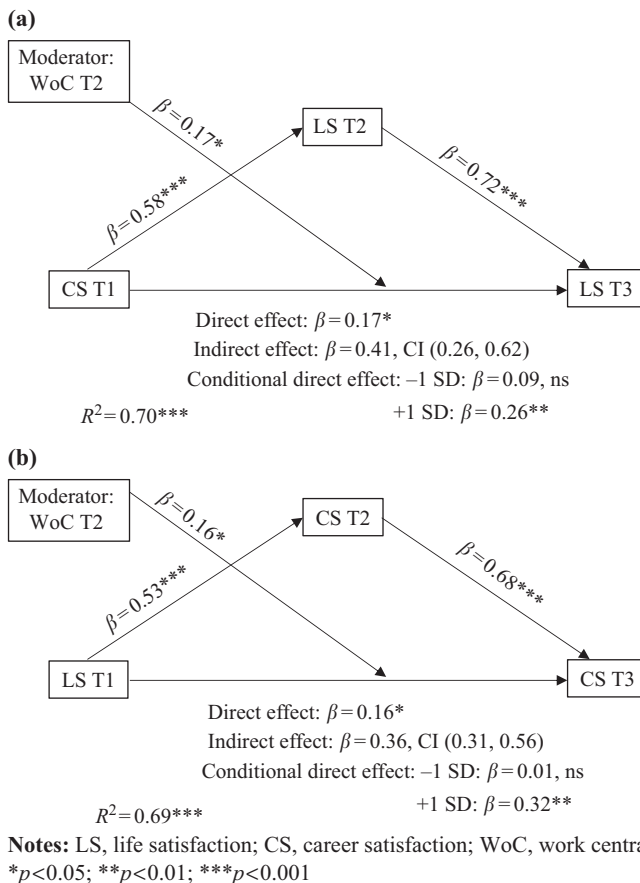 (a)
Moderator:
WoC T2
β=0.17*
LS T2
β=0.58***
β=0.72***
CS T1
LS T3
Direct effect: β=0.17*
Indirect effect: β=0.41, CI (0.26, 0.62)
Conditional direct effect: –1 SD: β=0.09, ns
R²=0.70***
+1 SD: β=0.26**
(b)
Moderator:
WoC T2
β=0.16*
CS T2
β=0.53***
β=0.68***
LS T1
CS T3
Direct effect: β=0.16*
Indirect effect: β=0.36, CI (0.31, 0.56)
Conditional direct effect: –1 SD: β=0.01, ns
+1 SD: β=0.32**
R²=0.69***
Notes: LS, life satisfaction; CS, career satisfaction; WoC, work centra
*p<0.05; **p<0.01; ***p<0.001